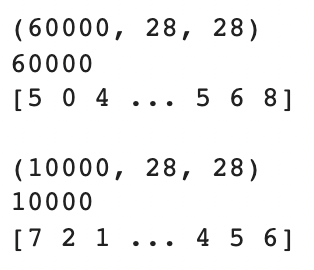 (60000, 28, 28)
60000
[5 0 4 ... 5 6 8]
(10000, 28, 28)
10000
[7 2 1 ... 4 5 6]